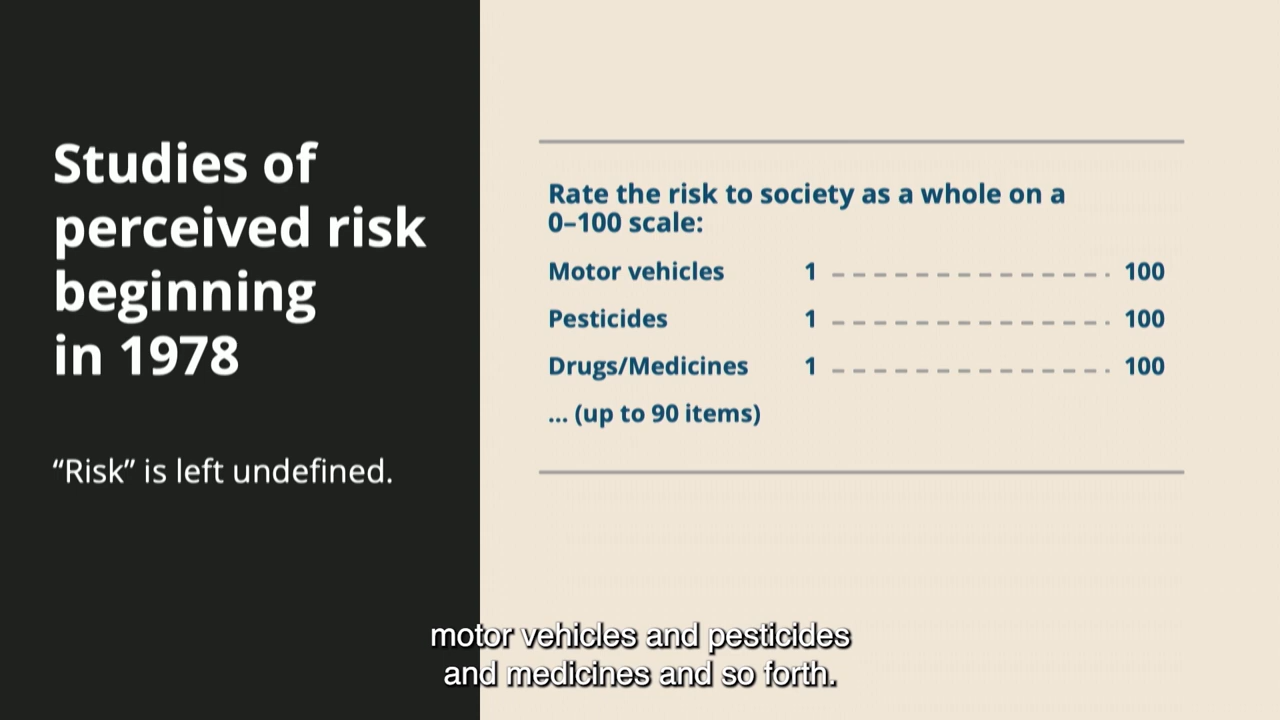 Studies of
perceived risk
beginning
in 1978
“Risk” is left undefined.
Rate the risk to society as a whole on a
0–100 scale:
Motor vehicles 1 – – – – – – – – – – – – – · 100
Pesticides 1 – – – – – – – – – – – – – · 100
Drugs/Medicines 1 – – – – – – – – – – – – – · 100
... (up to 90 items)
motor vehicles and pesticides
and medicines and so forth.